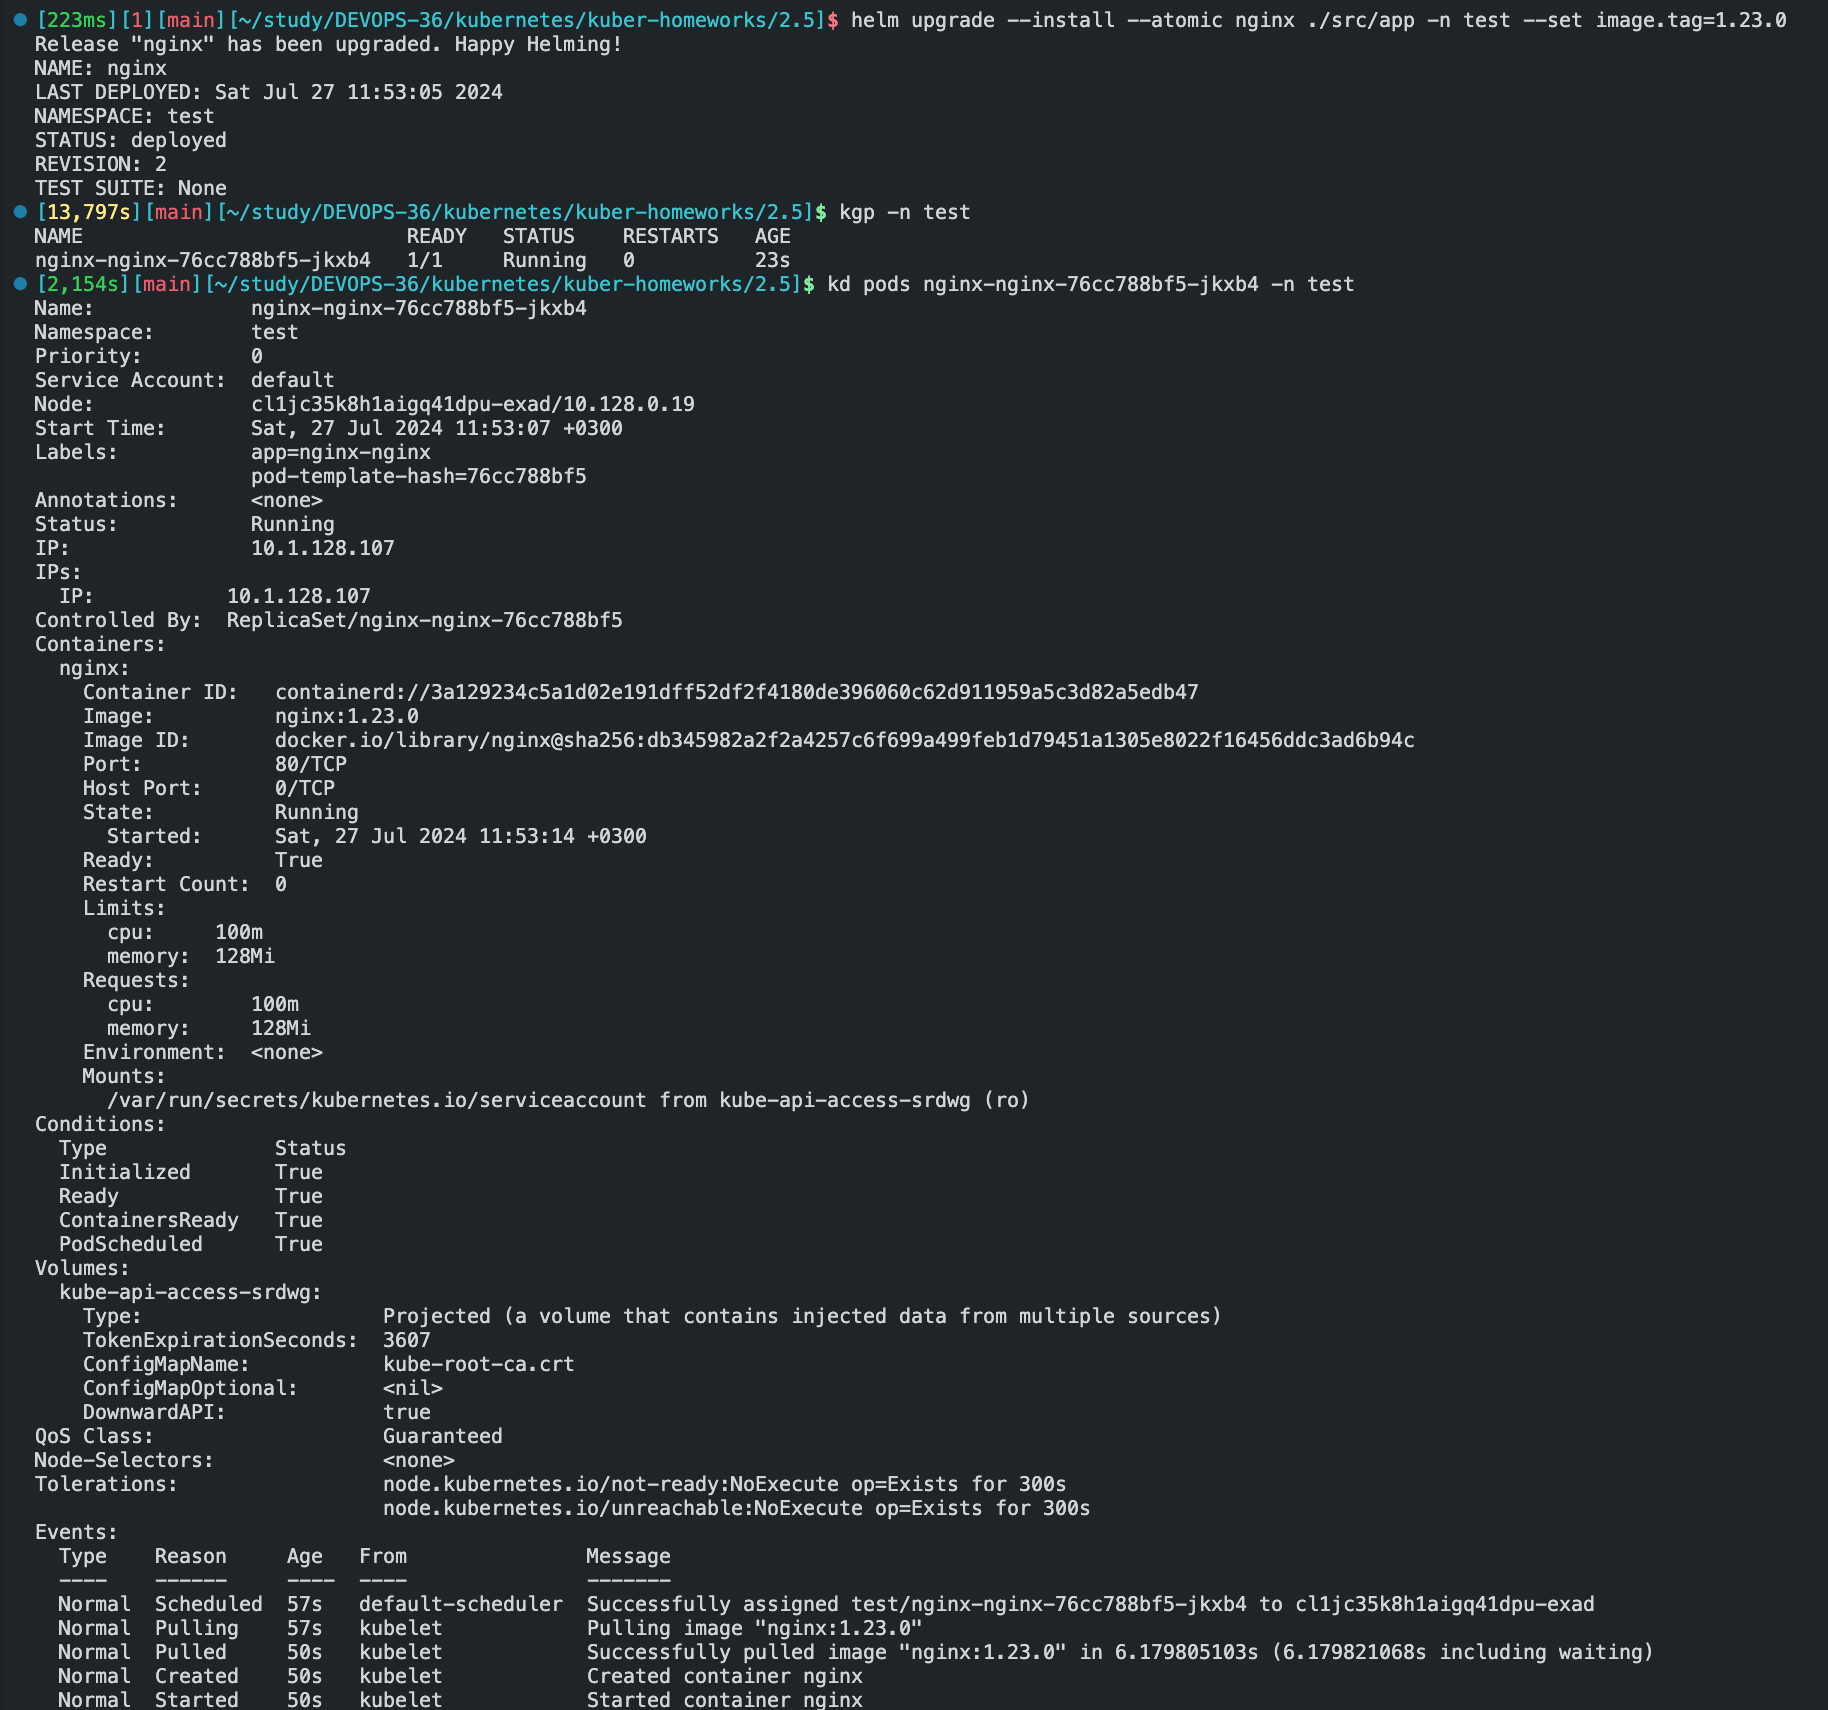 [223ms][1][main][~/study/DEVOPS-36/kubernetes/kuber-homeworks/2.5]$ helm upgrade --install --atomic nginx ./src/app -n test --set image.tag=1.23.0
Release "nginx" has been upgraded. Happy Helming!
NAME: nginx
LAST DEPLOYED: Sat Jul 27 11:53:05 2024
NAMESPACE: test
STATUS: deployed
REVISION: 2
TEST SUITE: None
[13,797s][main][~/study/DEVOPS-36/kubernetes/kuber-homeworks/2.5]$ kgp -n test
NAME                           READY   STATUS    RESTARTS   AGE
nginx-nginx-76cc788bf5-jkxb4   1/1     Running   0          23s
[2,154s][main][~/study/DEVOPS-36/kubernetes/kuber-homeworks/2.5]$ kd pods nginx-nginx-76cc788bf5-jkxb4 -n test
Name:             nginx-nginx-76cc788bf5-jkxb4
Namespace:        test
Priority:         0
Service Account:  default
Node:             cl1jc35k8h1aigq41dpu-exad/10.128.0.19
Start Time:       Sat, 27 Jul 2024 11:53:07 +0300
Labels:           app=nginx-nginx
                  pod-template-hash=76cc788bf5
Annotations:      <none>
Status:           Running
IP:               10.1.128.107
IPs:
  IP:           10.1.128.107
Controlled By:  ReplicaSet/nginx-nginx-76cc788bf5
Containers:
  nginx:
    Container ID:   containerd://3a129234c5a1d02e191dff52df2f4180de396060c62d911959a5c3d82a5edb47
    Image:          nginx:1.23.0
    Image ID:       docker.io/library/nginx@sha256:db345982a2f2a4257c6f699a499feb1d79451a1305e8022f16456ddc3ad6b94c
    Port:           80/TCP
    Host Port:      0/TCP
    State:          Running
      Started:      Sat, 27 Jul 2024 11:53:14 +0300
    Ready:          True
    Restart Count:  0
    Limits:
      cpu:     100m
      memory:  128Mi
    Requests:
      cpu:        100m
      memory:     128Mi
    Environment:  <none>
    Mounts:
      /var/run/secrets/kubernetes.io/serviceaccount from kube-api-access-srdwg (ro)
Conditions:
  Type              Status
  Initialized       True
  Ready             True
  ContainersReady   True
  PodScheduled      True
Volumes:
  kube-api-access-srdwg:
    Type:                    Projected (a volume that contains injected data from multiple sources)
    TokenExpirationSeconds:  3607
    ConfigMapName:           kube-root-ca.crt
    ConfigMapOptional:       <nil>
    DownwardAPI:             true
QoS Class:                   Guaranteed
Node-Selectors:              <none>
Tolerations:                 node.kubernetes.io/not-ready:NoExecute op=Exists for 300s
                             node.kubernetes.io/unreachable:NoExecute op=Exists for 300s
Events:
  Type    Reason     Age   From               Message
  ----    ------     ----  ----               -------
  Normal  Scheduled  57s   default-scheduler  Successfully assigned test/nginx-nginx-76cc788bf5-jkxb4 to cl1jc35k8h1aigq41dpu-exad
  Normal  Pulling    57s   kubelet            Pulling image "nginx:1.23.0"
  Normal  Pulled     50s   kubelet            Successfully pulled image "nginx:1.23.0" in 6.179805103s (6.179821068s including waiting)
  Normal  Created    50s   kubelet            Created container nginx
  Normal  Started    50s   kubelet            Started container nginx